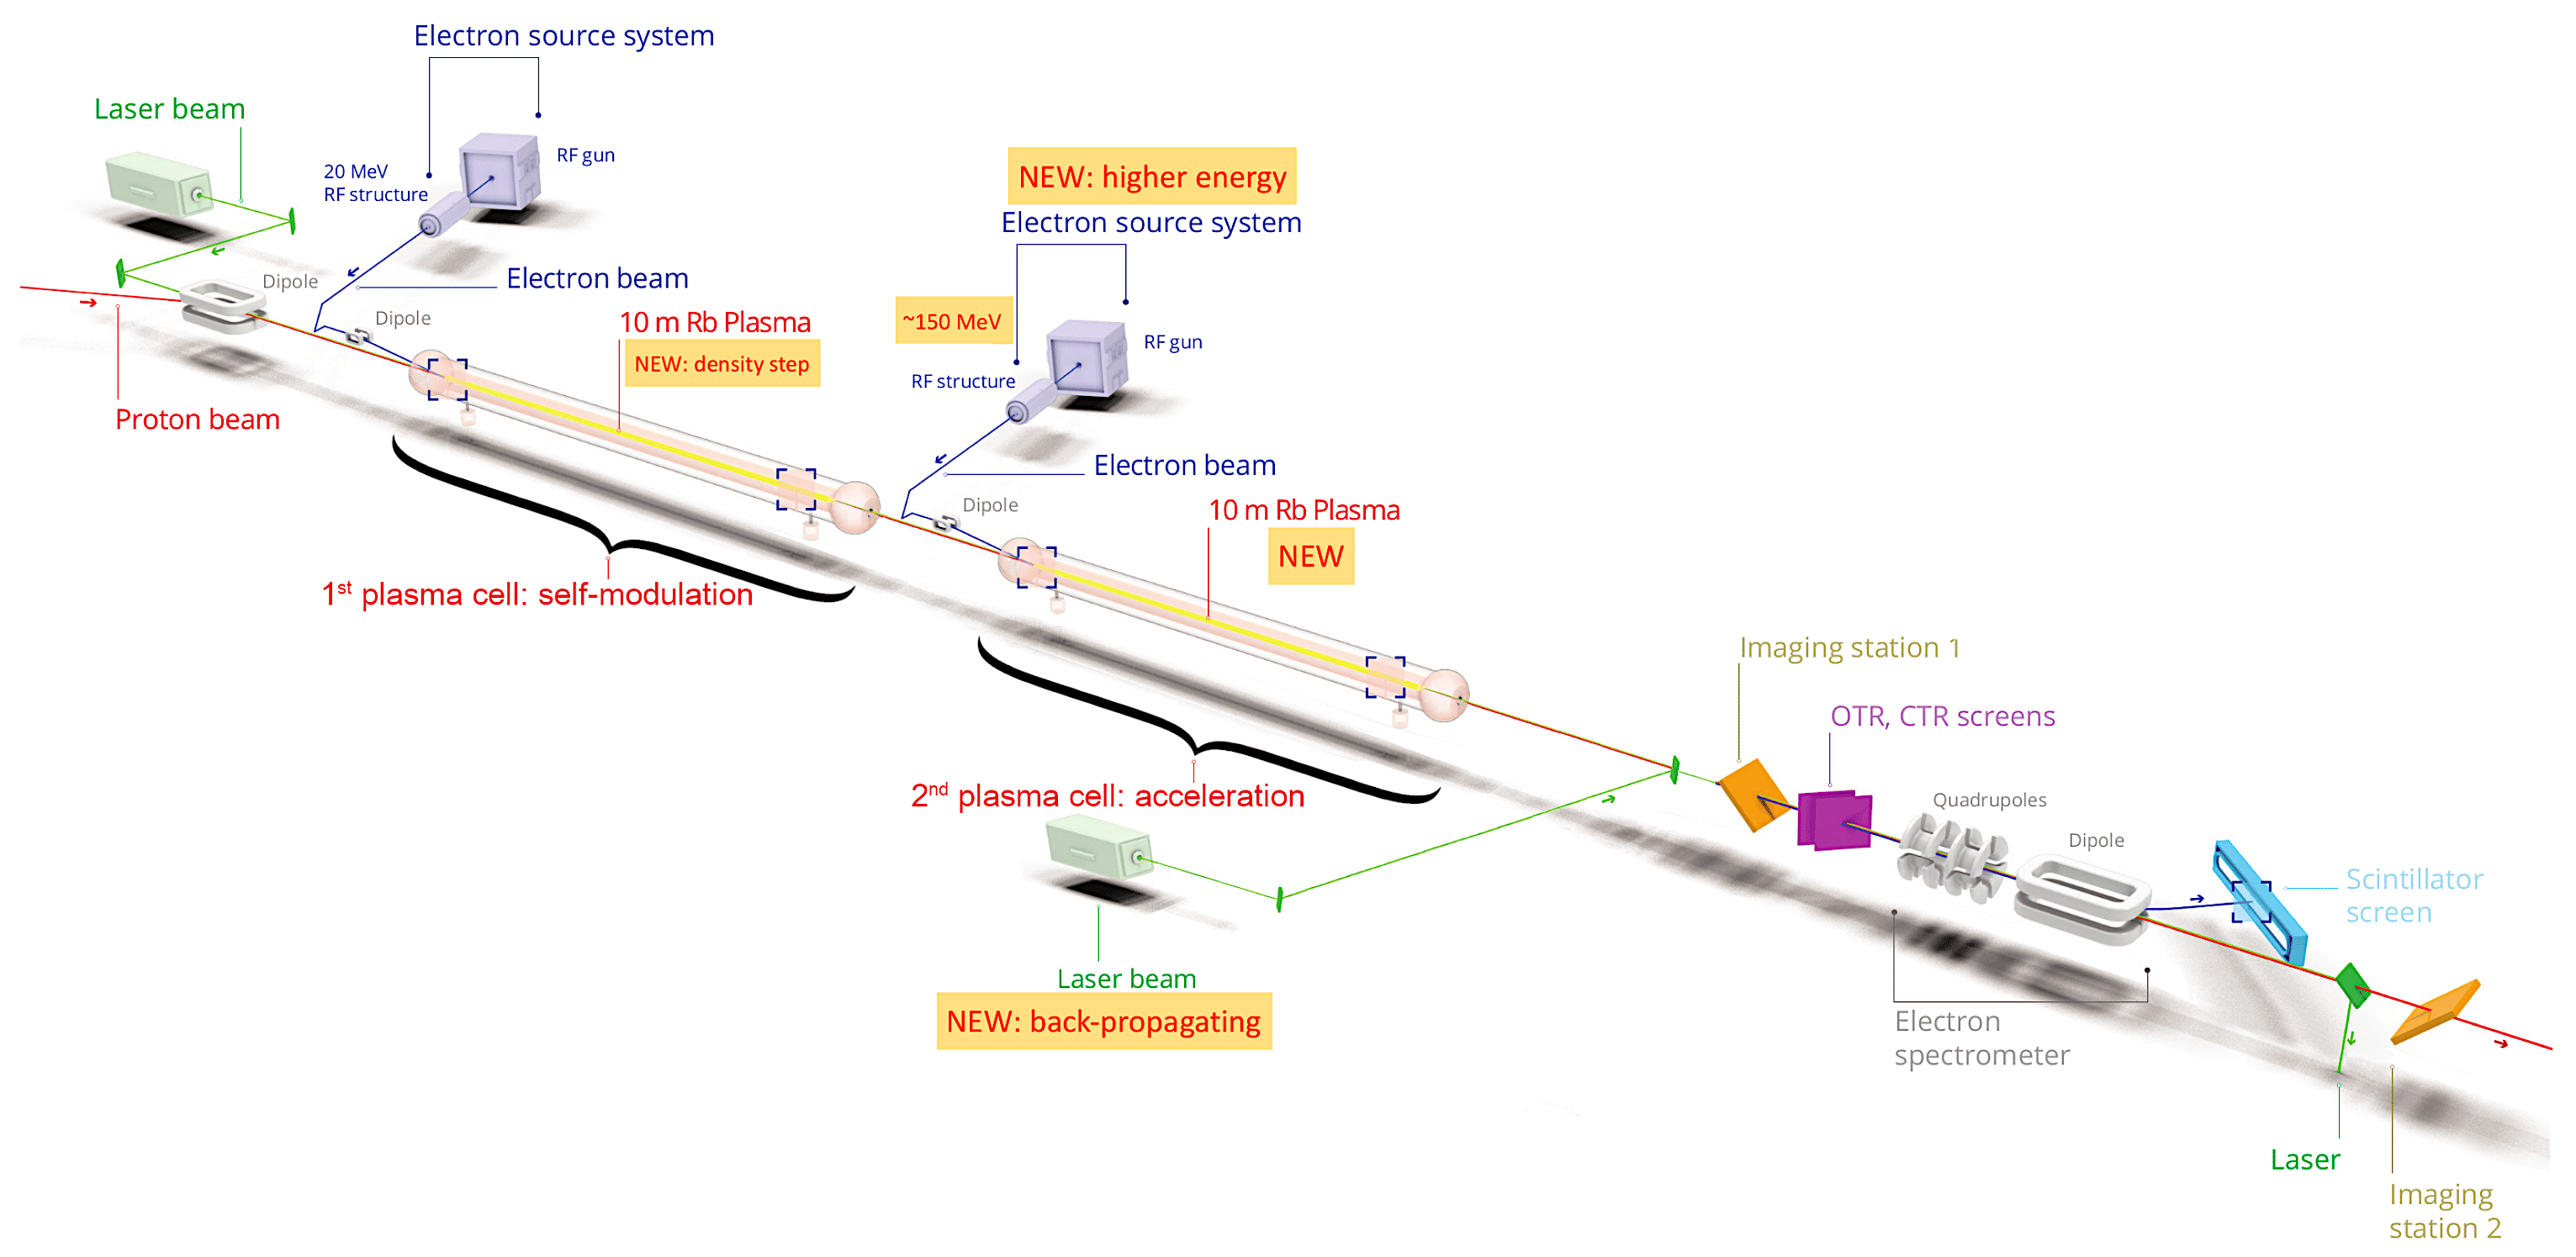 Electron source system
Laser beam
RF gun
20 MeV
RF structure
NEW: higher energy
Electron source system
Dipole
Electron beam
Dipole
10 m Rb Plasma
NEW: density step
~150 MeV
RF gun
RF structure
Proton beam
Electron beam
Dipole
10 m Rb Plasma
NEW
1st plasma cell: self-modulation
Imaging station 1
OTR, CTR screens
2nd plasma cell: acceleration
Quadrupoles
Dipole
Scintillator
screen
Laser beam
NEW: back-propagating
Electron
spectrometer
Laser
Imaging
station 2